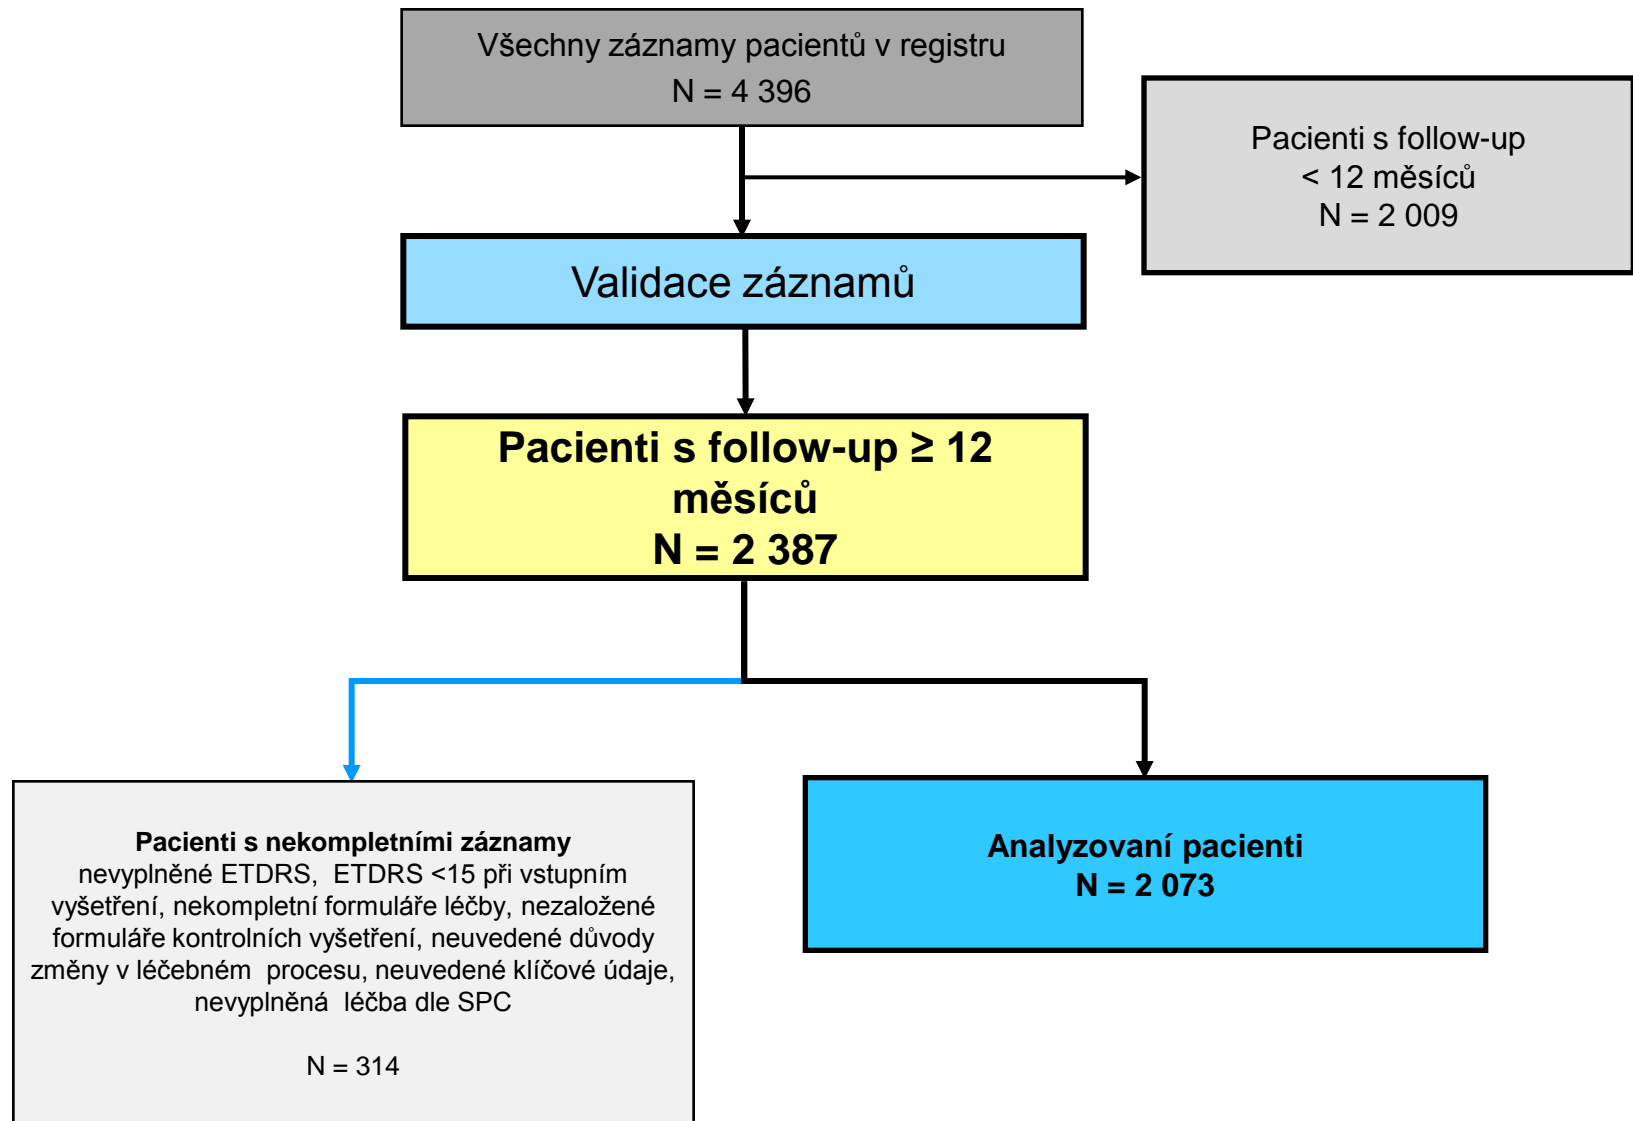 Všechny záznamy pacientů v registru
N = 4 396
Pacienti s follow-up
< 12 měsíců
N = 2 009
Validace záznamů
Pacienti s follow-up ≥ 12
měsíců
N = 2 387
Pacienti s nekompletními záznamy
nevyplněné ETDRS, ETDRS <15 při vstupním
vyšetření, nekompletní formuláře léčby, nezaložené
formuláře kontrolních vyšetření, neuvedené důvody
změny v léčebném procesu, neuvedené klíčové údaje,
nevyplněná léčba dle SPC
N = 314
Analyzovaní pacienti
N = 2 073